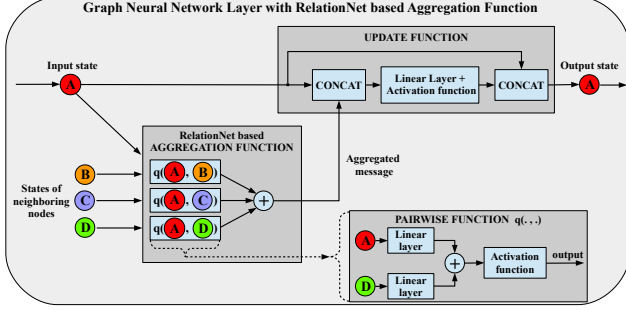 Graph Neural Network Layer with RelationNet based Aggregation Function
UPDATE FUNCTION
Input state
Output state
A
CONCAT
Linear Layer +
Activation function
CONCAT
A
RelationNet based
AGGREGATION FUNCTION
Aggregated
message
States of
neighboring
nodes
B
q(A, B)
C
q(A, C)
+
D
q(A, D)
PAIRWISE FUNCTION q(. , .)
A
Linear
layer
+
Activation
function
output
D
Linear
layer